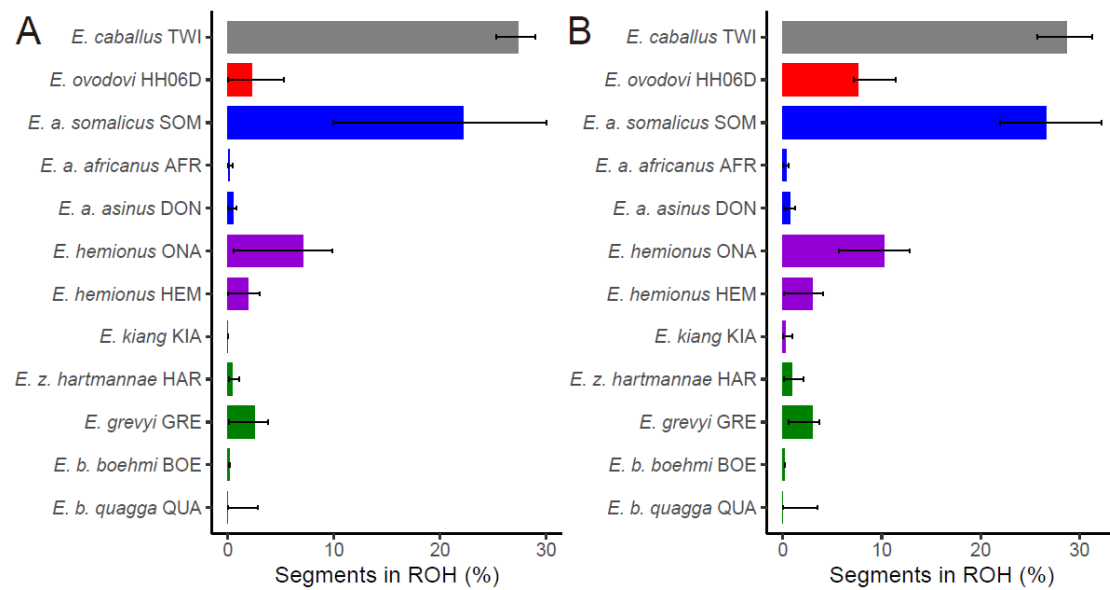 A
E. caballus TWI
E. ovodovi HH06D
E. a. somalicus SOM
E. a. africanus AFR
E. a. asinus DON
E. hemionus ONA
E. hemionus HEM
E. kiang KIA
E. z. hartmannae HAR
E. grevyi GRE
E. b. boehmi BOE
E. b. quagga QUA
0 10 20 30
Segments in ROH (%)
B
E. caballus TWI
E. ovodovi HH06D
E. a. somalicus SOM
E. a. africanus AFR
E. a. asinus DON
E. hemionus ONA
E. hemionus HEM
E. kiang KIA
E. z. hartmannae HAR
E. grevyi GRE
E. b. boehmi BOE
E. b. quagga QUA
0 10 20 30
Segments in ROH (%)